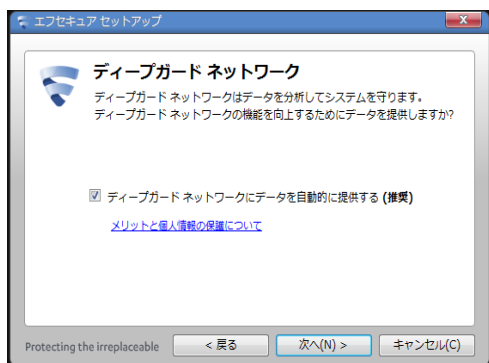 エフセキュア セットアップ
ディープガード ネットワーク
ディープガード ネットワークはデータを分析してシステムを守ります。
ディープガード ネットワークの機能を向上するためにデータを提供しますか?
ディープガード ネットワークにデータを自動的に提供する (推奨)
メリットと個人情報の保護について
Protecting the irreplaceable
< 戻る
次へ(N) >
キャンセル(C)